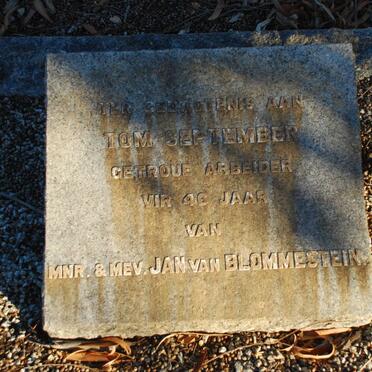 TER GEDAGTENIS AAN
TOM SEPTEMBER
GETROUE ARBEIDER
VIR 46 JAAR
VAN
MNR. & MEV. JAN VAN BLOMMESTEIN.